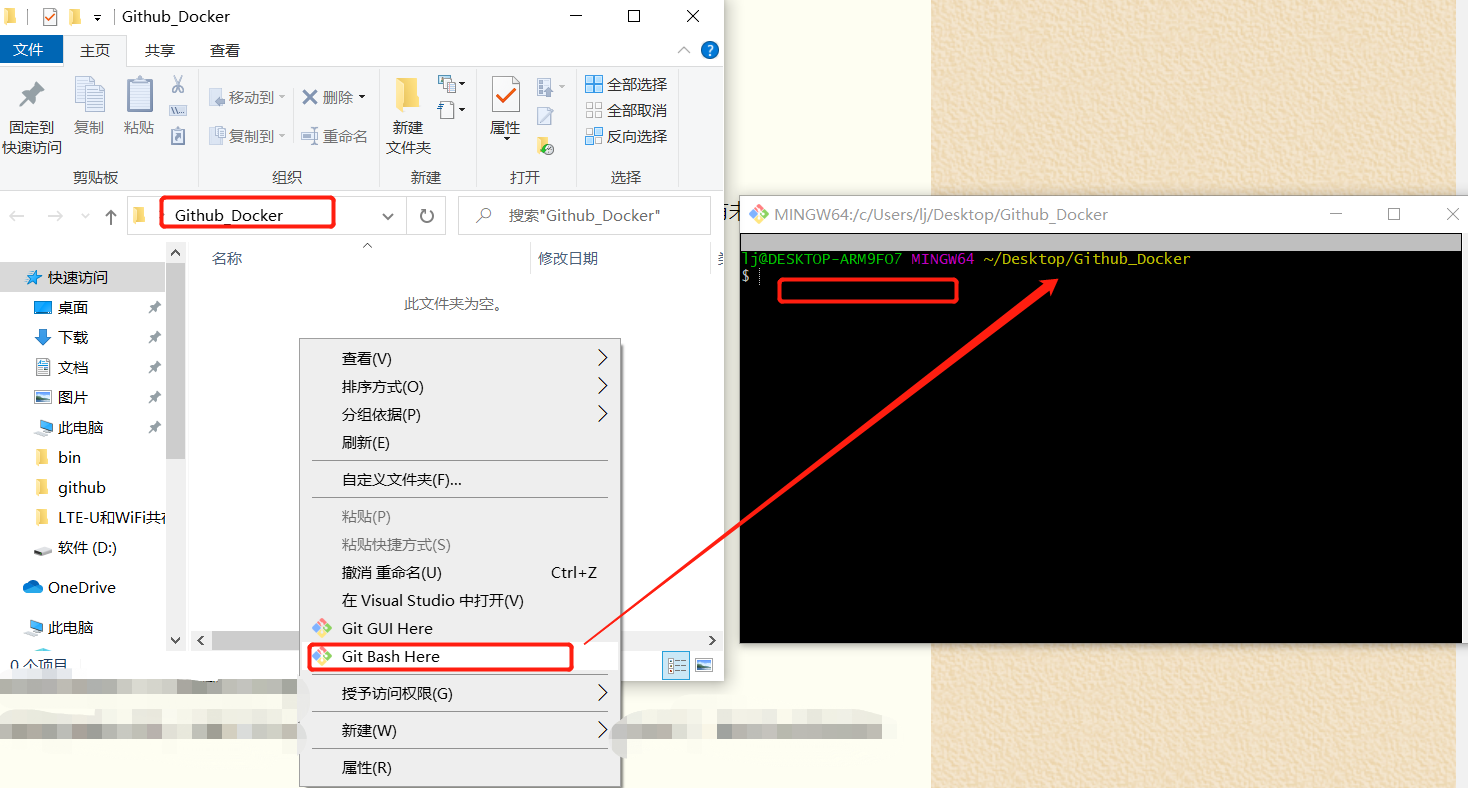 Github_Docker
文件 主页 共享 查看
固定到
快速访问
复制
粘贴
移动到
复制到
删除
重命名
新建
文件夹
属性
全部选择
全部取消
反向选择
剪贴板 组织 新建 打开 选择
Github_Docker
搜索"Github_Docker"
名称 修改日期
此文件夹为空。
快速访问
桌面
下载
文档
图片
此电脑
bin
github
LTE-U和WiFi共
软件 (D:)
OneDrive
此电脑
0 个项目
查看(V)
排序方式(O)
分组依据(P)
刷新(E)
自定义文件夹(F)...
粘贴(P)
粘贴快捷方式(S)
撤消 重命名(U) Ctrl+Z
在 Visual Studio 中打开(V)
Git GUI Here
Git Bash Here
授予访问权限(G)
新建(W)
属性(R)
MINGW64:/c/Users/lj/Desktop/Github_Docker
lj@DESKTOP-ARM9FO7 MINGW64 ~/Desktop/Github_Docker
$